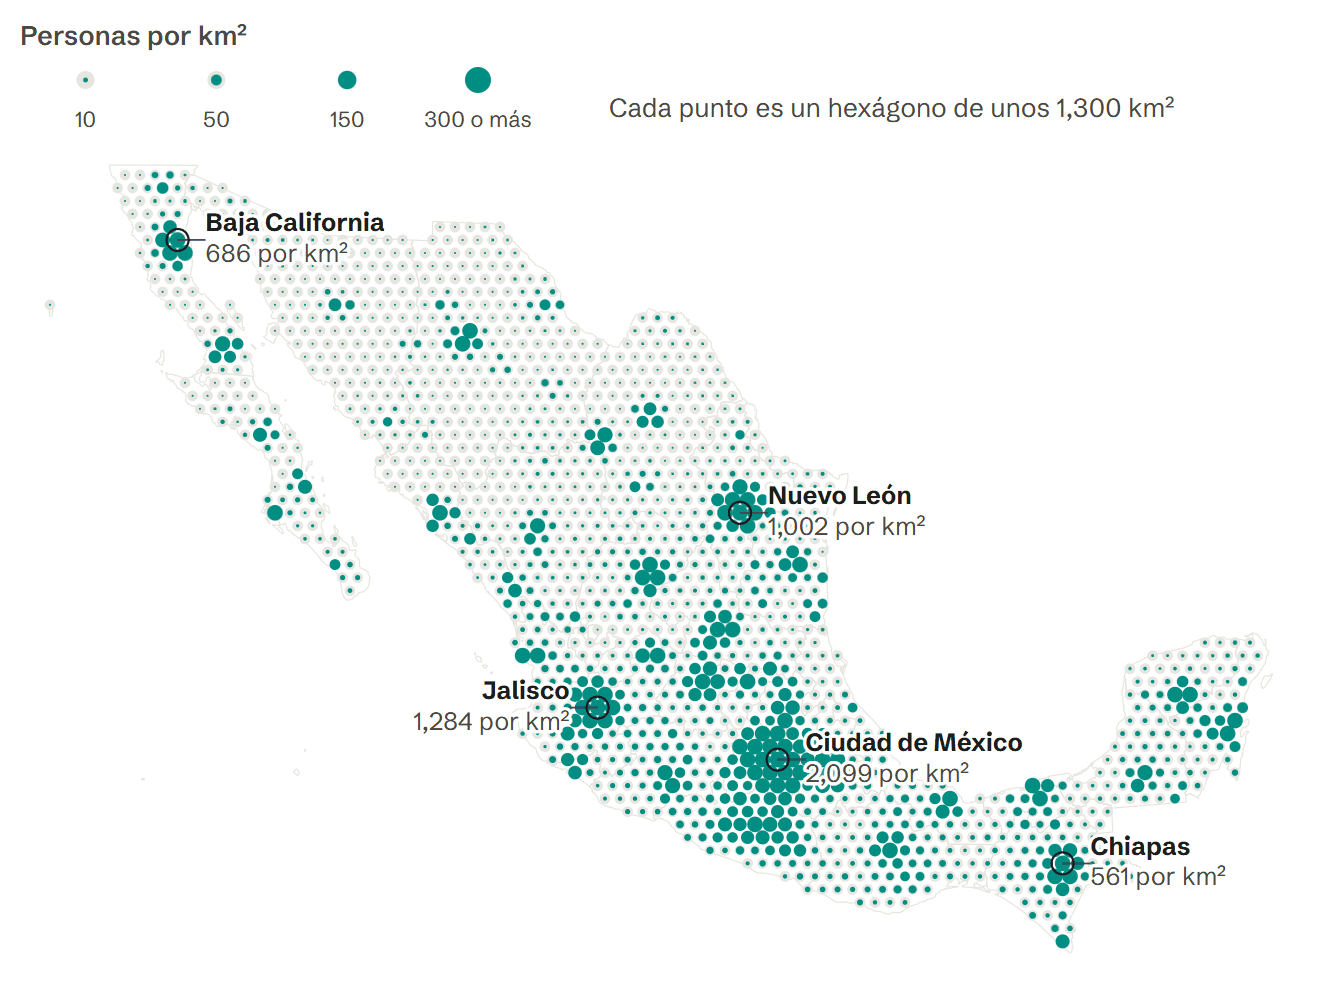 Personas por km²
10
50
150
300 o más
Cada punto es un hexágono de unos 1,300 km²
Baja California
686 por km²
Nuevo León
1,002 por km²
Jalisco
1,284 por km²
Ciudad de México
2,099 por km²
Chiapas
561 por km²